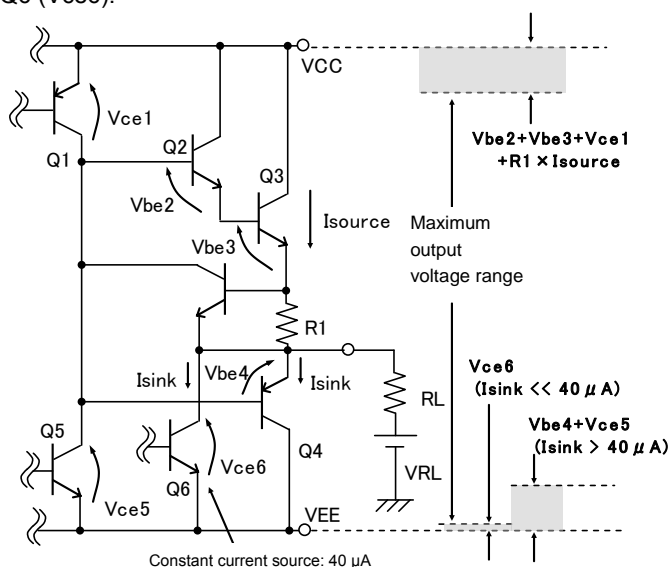 Q6 (Vce6).
VCC
Vce1
Q1
Q2
Q3
Vbe2
Vbe3
Isource
Vbe2+Vbe3+Vce1
+R1 × Isource
Maximum
output
voltage range
R1
Isink
Vbe4
Isink
RL
Vce6
(Isink << 40 μ A)
Vbe4+Vce5
(Isink > 40 μ A)
Q5
Q4
Vce5
Q6
Vce6
VRL
VEE
Constant current source: 40 µA